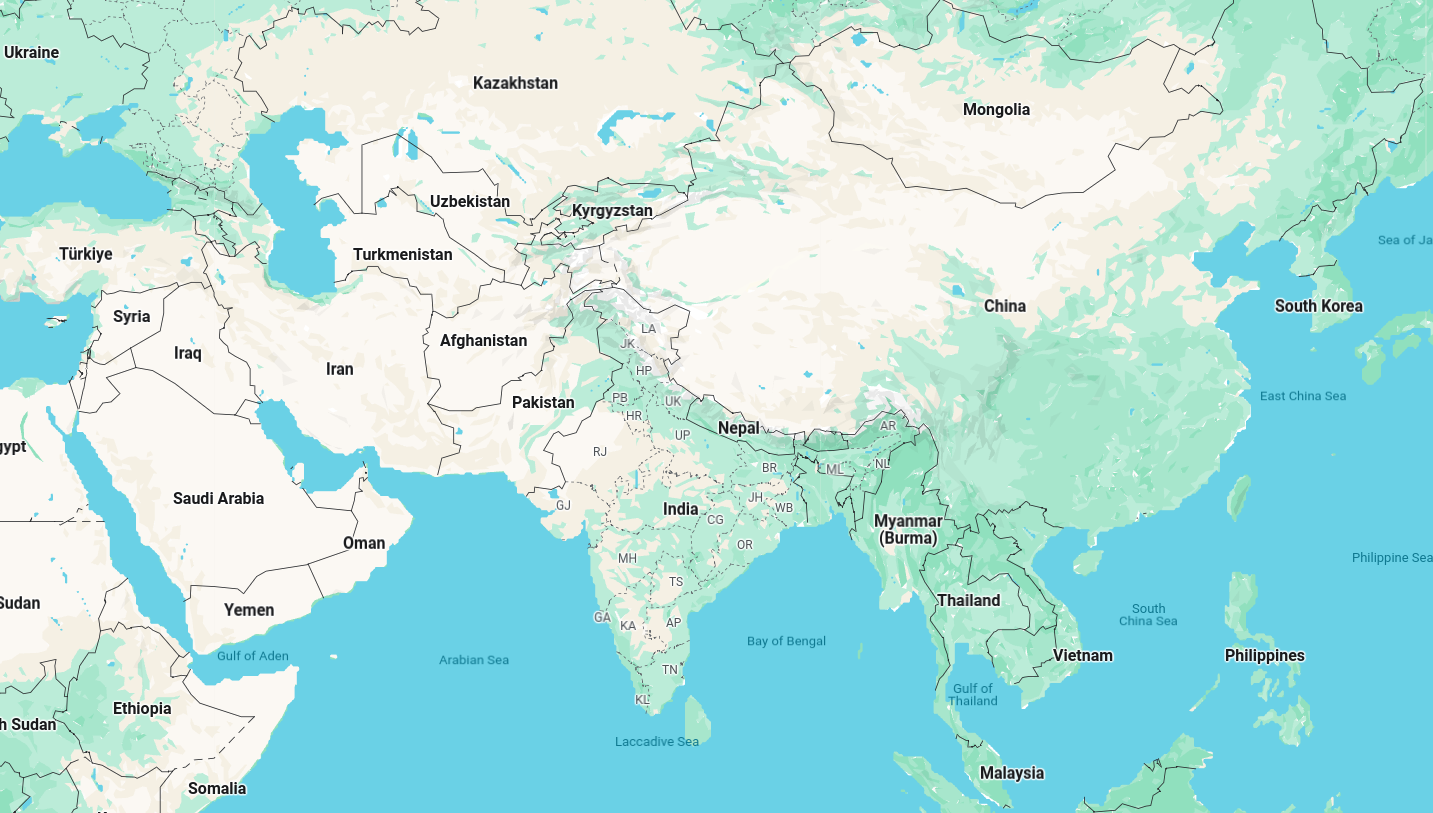 Ukraine
Kazakhstan
Mongolia
Uzbekistan
Kyrgyzstan
Türkiye
Turkmenistan
Sea of Ja
Syria
China
South Korea
LA
Afghanistan
JK
Iraq
Iran
HP
East China Sea
Pakistan
PB
UK
HR
Nepal
AR
UP
gypt
RJ
NL
BR
ML
Saudi Arabia
JH
GJ
India
WB
CG
Myanmar
(Burma)
Oman
OR
MH
Philippine Sea
TS
Thailand
Sudan
Yemen
South
China Sea
GA
KA
AP
Bay of Bengal
Gulf of Aden
Arabian Sea
Vietnam
Philippines
TN
Gulf of
Thailand
KL
Ethiopia
h Sudan
Laccadive Sea
Malaysia
Somalia